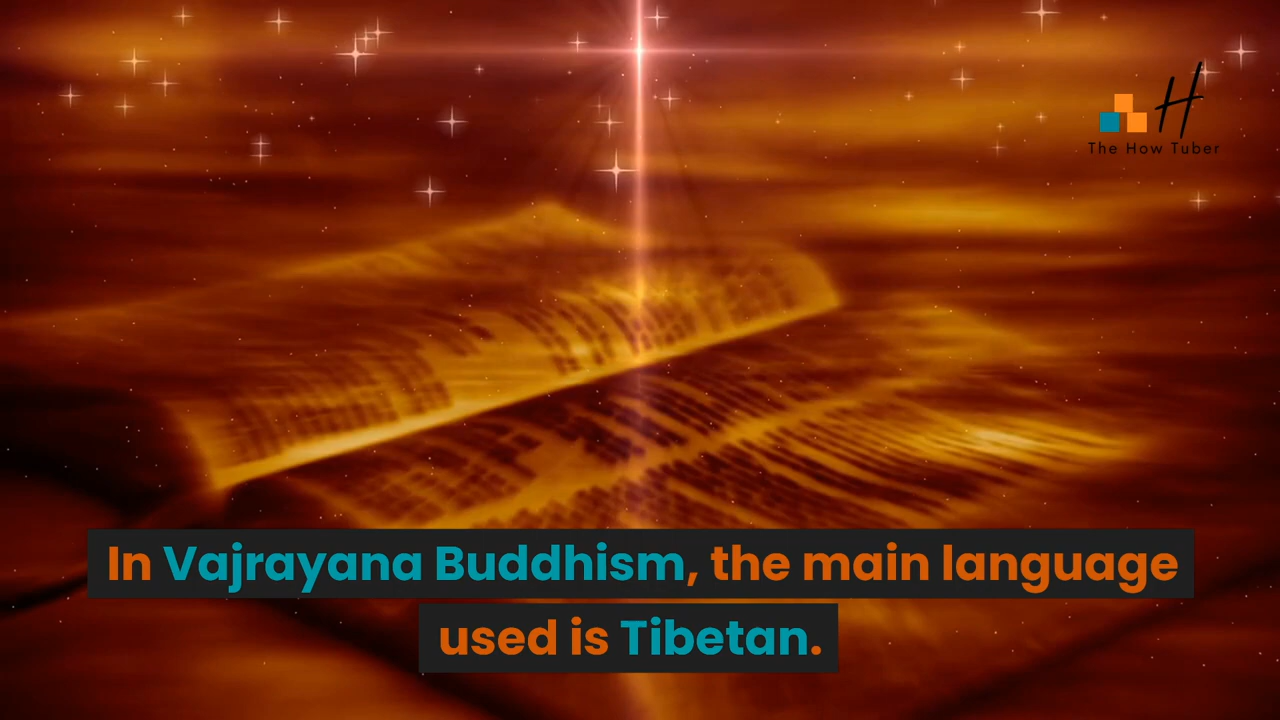 H
The How Tuber
In Vajrayana Buddhism, the main language
used is Tibetan.